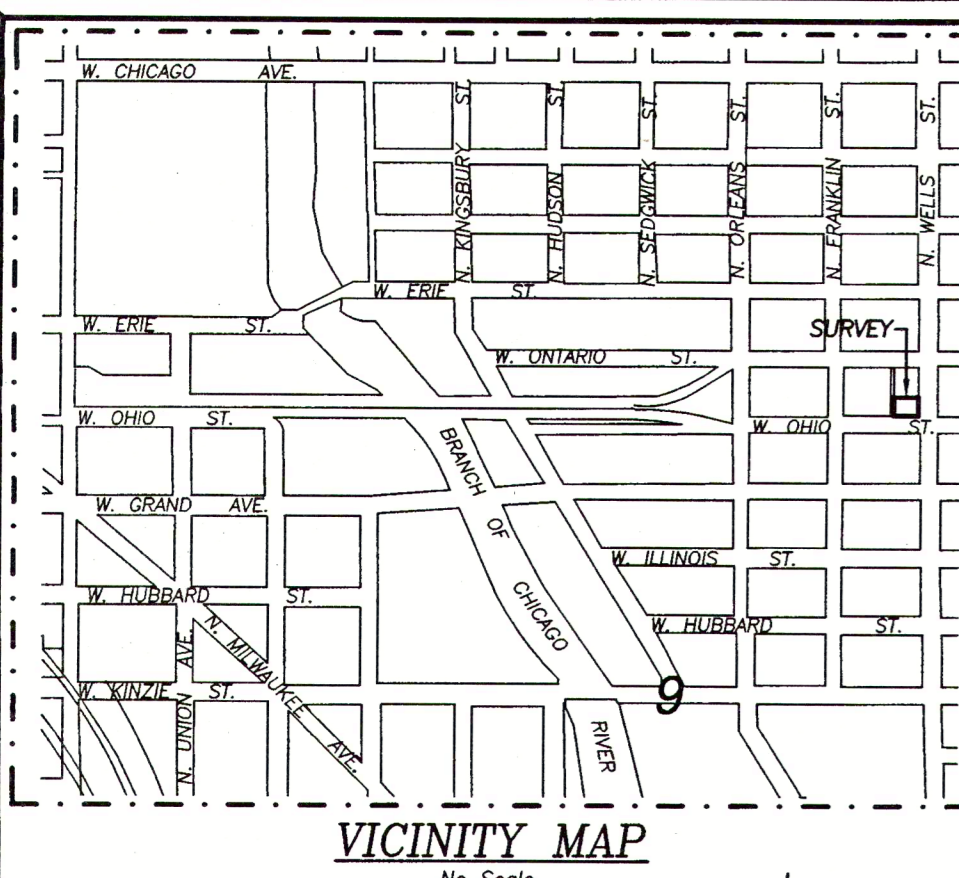 W. CHICAGO AVE.
N. KINGSBURY ST.
N. HUDSON ST.
N. SEDGWICK ST.
N. ORLEANS ST.
N. FRANKLIN ST.
N. WELLS ST.
W. ERIE ST.
W. ERIE ST.
SURVEY
W. ONTARIO ST.
W. OHIO ST.
W. OHIO ST.
BRANCH OF CHICAGO RIVER
W. GRAND AVE.
W. ILLINOIS ST.
W. HUBBARD ST.
W. HUBBARD ST.
N. MILWAUKEE AVE.
W. KINZIE ST.
N. UNION AVE.
9
VICINITY MAP
No Scale